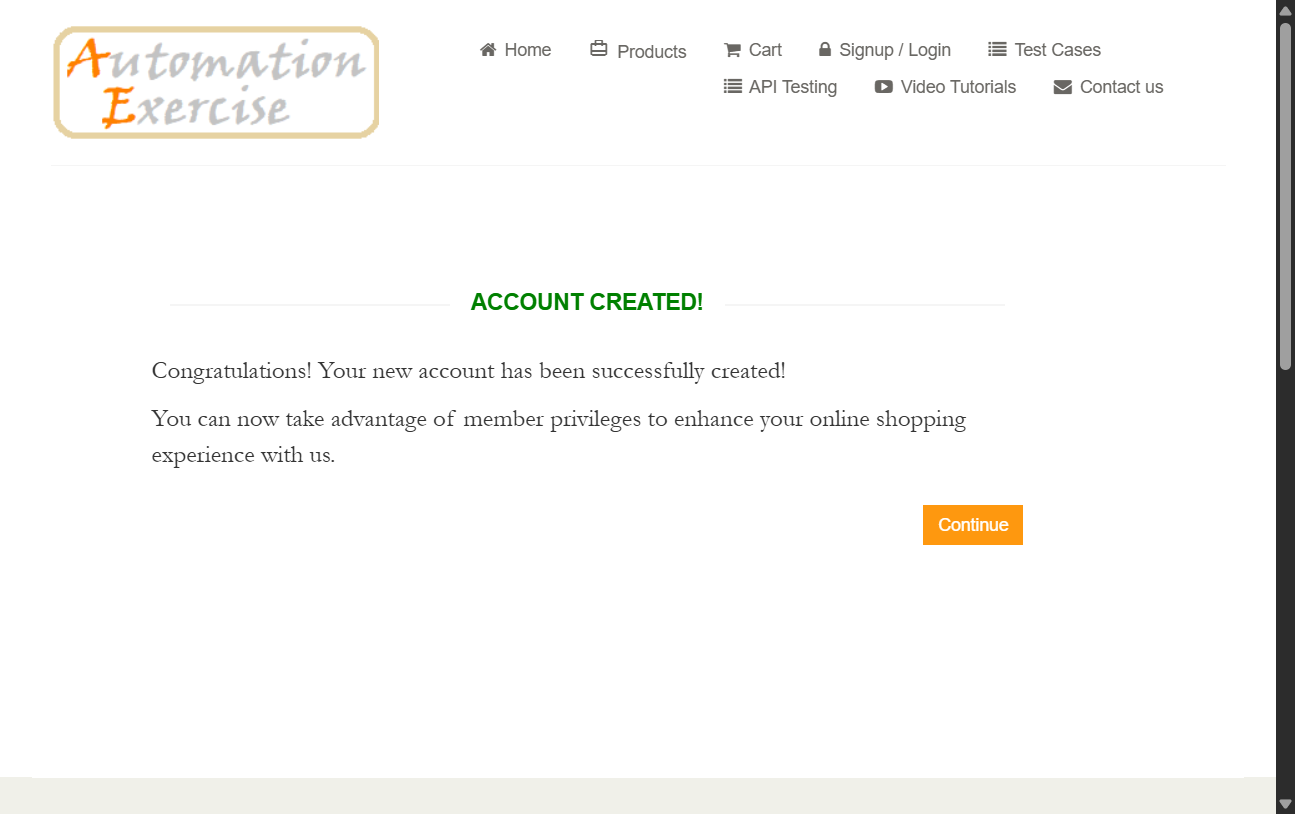 Automation
Exercise
Home Products Cart Signup / Login Test Cases
API Testing Video Tutorials Contact us
ACCOUNT CREATED!
Congratulations! Your new account has been successfully created!
You can now take advantage of member privileges to enhance your online shopping
experience with us.
Continue